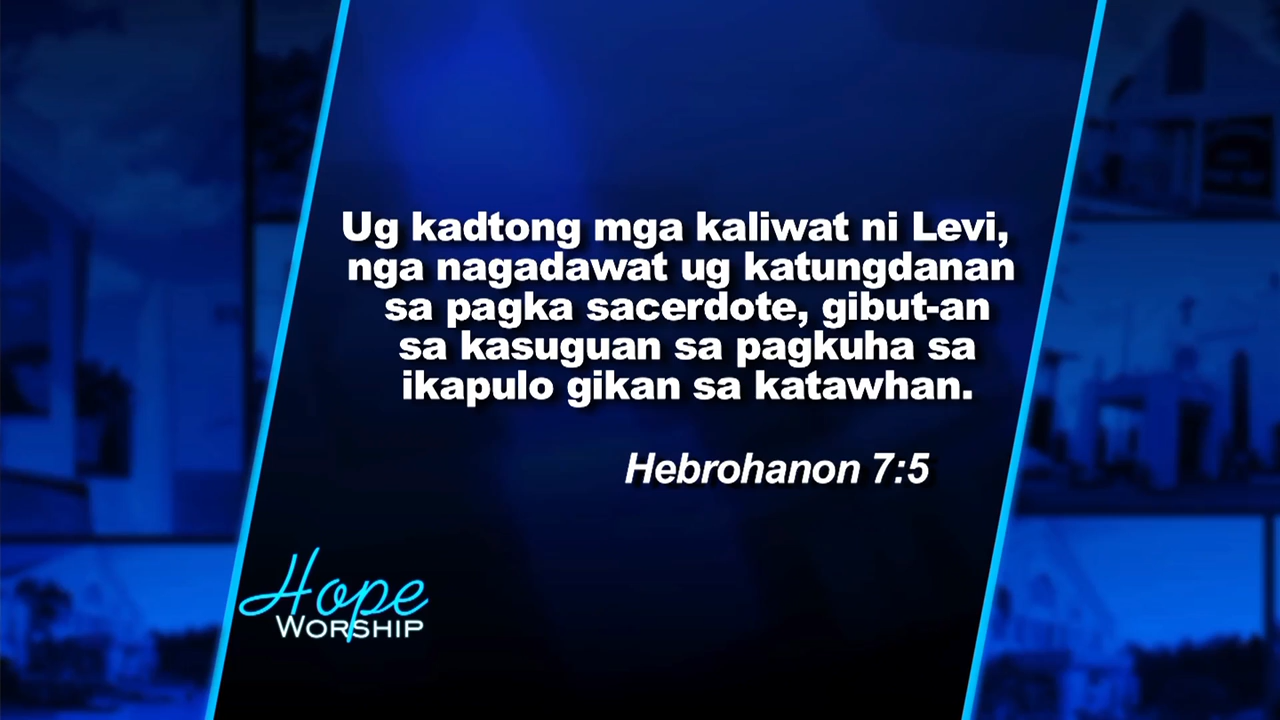 Ug kadtong mga kaliwat ni Levi,
nga nagadawat ug katungdanan
sa pagka sacerdote, gibut-an
sa kasuguan sa pagkuha sa
ikapulo gikan sa katawhan.
Hebrohanon 7:5
Hope
WORSHIP